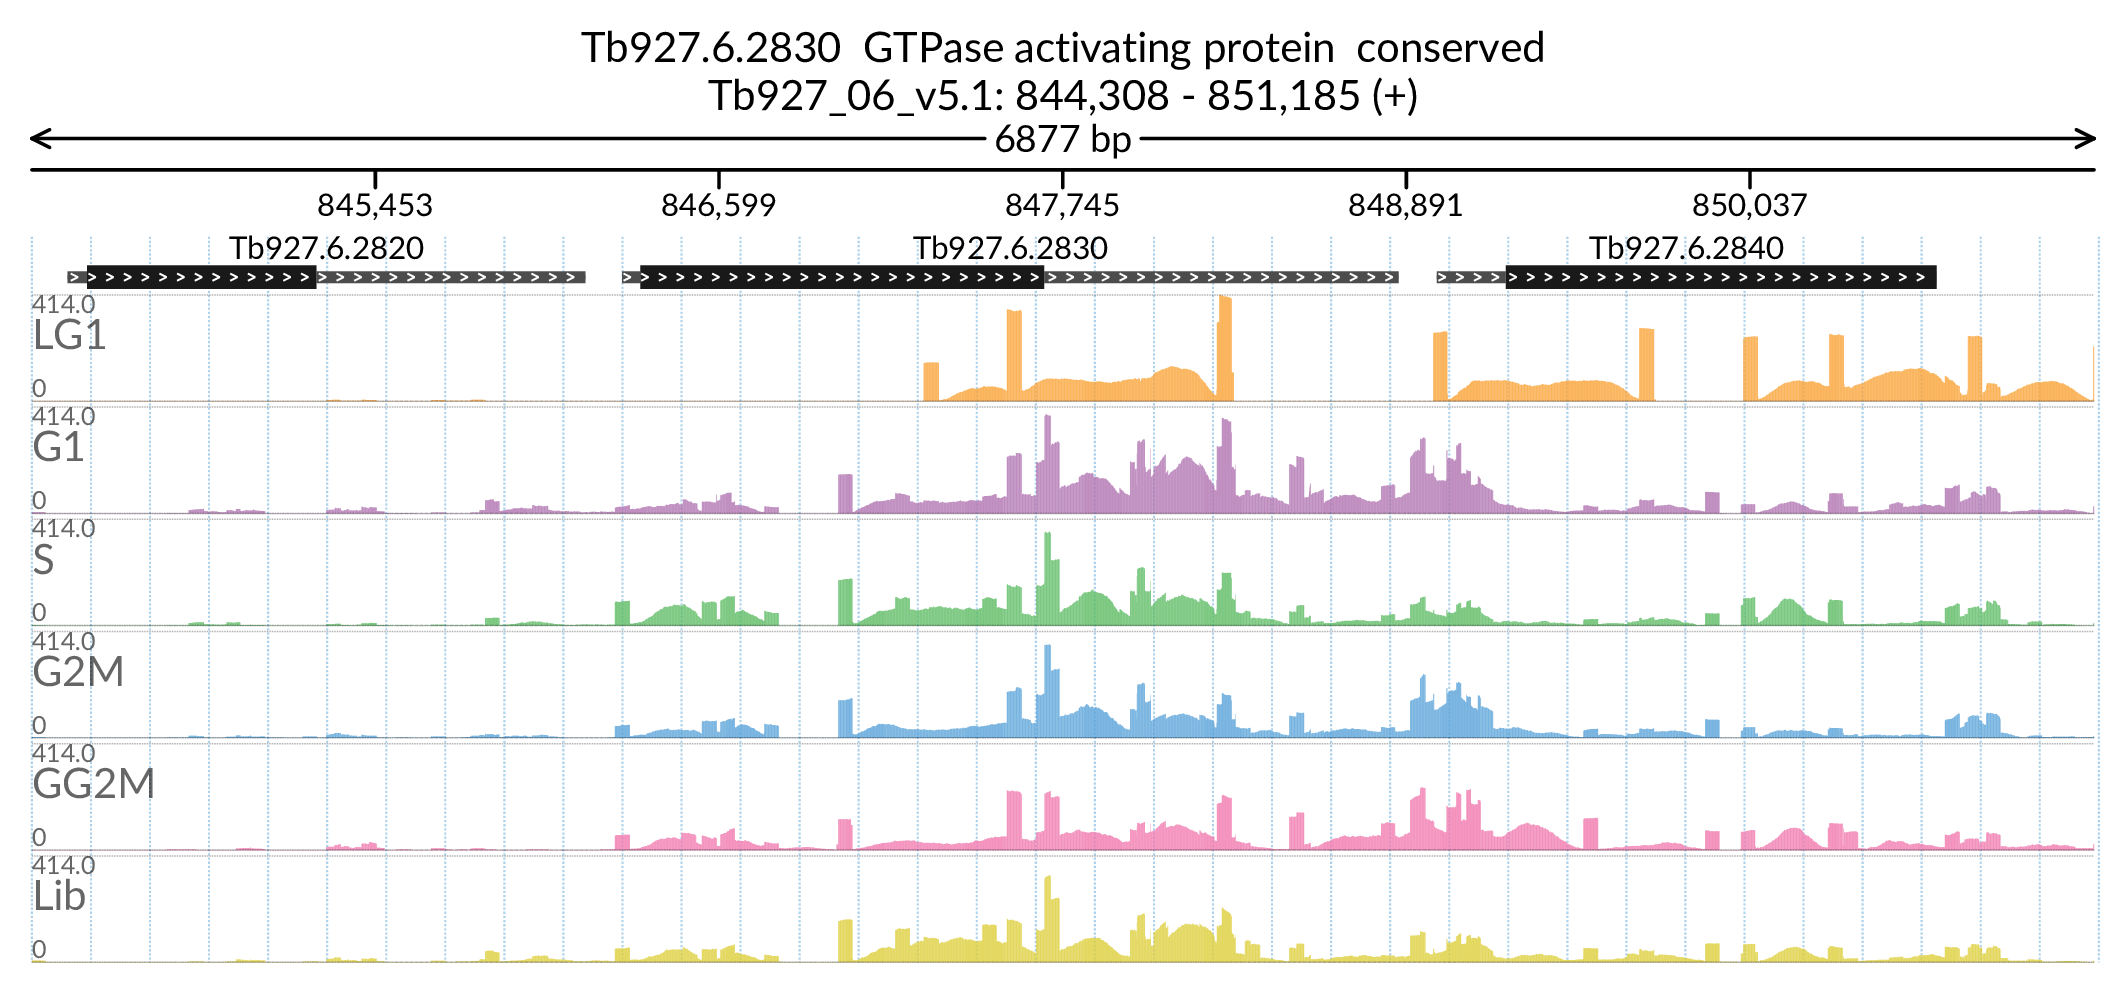 Tb927.6.2830  GTPase activating protein  conserved
Tb927_06_v5.1: 844,308 - 851,185 (+)
6877 bp
845,453 846,599 847,745 848,891 850,037
Tb927.6.2820 Tb927.6.2830 Tb927.6.2840
414.0
LG1
0
414.0
G1
0
414.0
S
0
414.0
G2M
0
414.0
GG2M
0
414.0
Lib
0